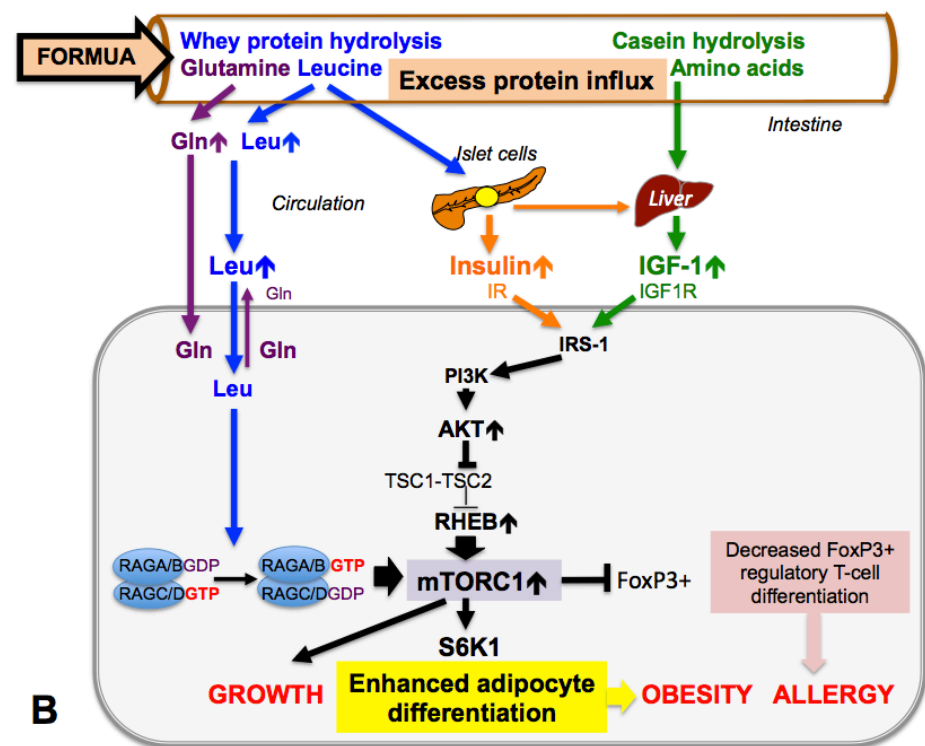 FORMUA
Whey protein hydrolysis
Glutamine Leucine
Excess protein influx
Casein hydrolysis
Amino acids
Intestine
Gln↑ Leu↑
Islet cells
Circulation
Liver
Leu↑
Insulin↑
IGF-1↑
Gln
IR
IGF1R
Gln
Gln
IRS-1
Leu
PI3K
AKT↑
TSC1-TSC2
RHEB↑
RAGA/BGDP
RAGC/DGTP
RAGA/B GTP
RAGC/DGDP
mTORC1↑
FoxP3+
Decreased FoxP3+
regulatory T-cell
differentiation
S6K1
GROWTH
Enhanced adipocyte
differentiation
OBESITY
ALLERGY
B